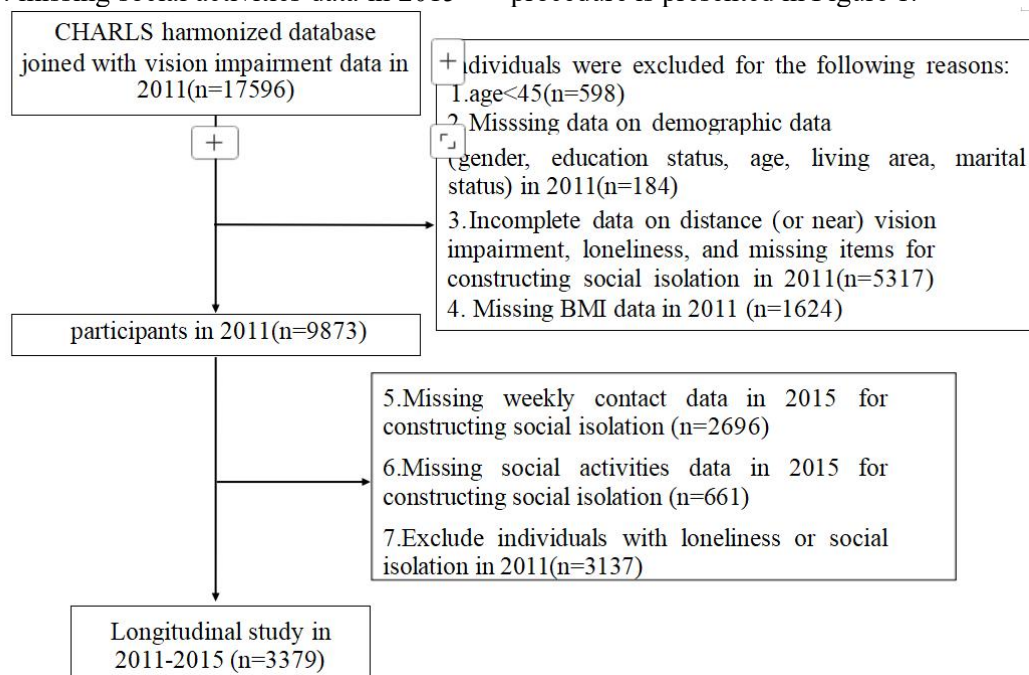 missing social activities data in 2015 procedure is presented in Figure 1.
CHARLS harmonized database
joined with vision impairment data in
2011(n=17596)
dividuals were excluded for the following reasons:
1.age<45(n=598)
2. Misssing data on demographic data
(gender, education status, age, living area, marital
status) in 2011(n=184)
3.Incomplete data on distance (or near) vision
impairment, loneliness, and missing items for
constructing social isolation in 2011(n=5317)
4. Missing BMI data in 2011 (n=1624)
participants in 2011(n=9873)
5.Missing weekly contact data in 2015 for
constructing social isolation (n=2696)
6.Missing social activities data in 2015 for
constructing social isolation (n=661)
7.Exclude individuals with loneliness or social
isolation in 2011(n=3137)
Longitudinal study in
2011-2015 (n=3379)